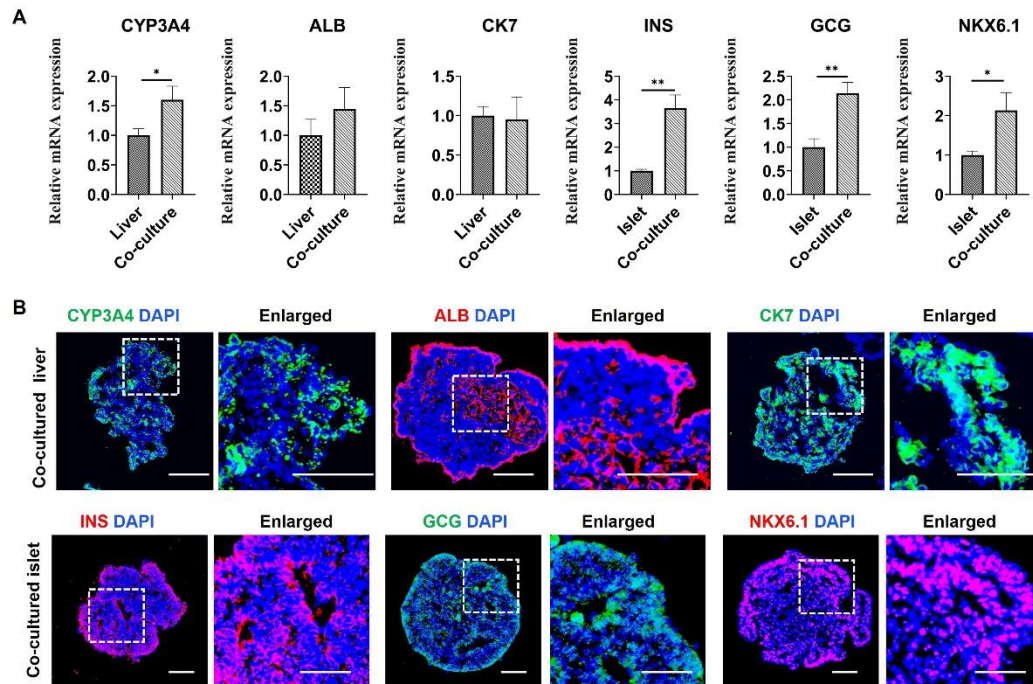 A
CYP3A4
Relative mRNA expression
2.0
1.5
1.0
0.5
0.0
*
Liver
Co-culture
ALB
Relative mRNA expression
2.0
1.5
1.0
0.5
0.0
Liver
Co-culture
CK7
Relative mRNA expression
1.5
1.0
0.5
0.0
Liver
Co-culture
INS
Relative mRNA expression
5
4
3
2
1
0
**
Islet
Co-culture
GCG
Relative mRNA expression
2.5
2.0
1.5
1.0
0.5
0.0
**
Islet
Co-culture
NKX6.1
Relative mRNA expression
3
2
1
0
*
Islet
Co-culture
B
Co-cultured liver
CYP3A4 DAPI
Enlarged
ALB DAPI
Enlarged
CK7 DAPI
Enlarged
Co-cultured islet
INS DAPI
Enlarged
GCG DAPI
Enlarged
NKX6.1 DAPI
Enlarged